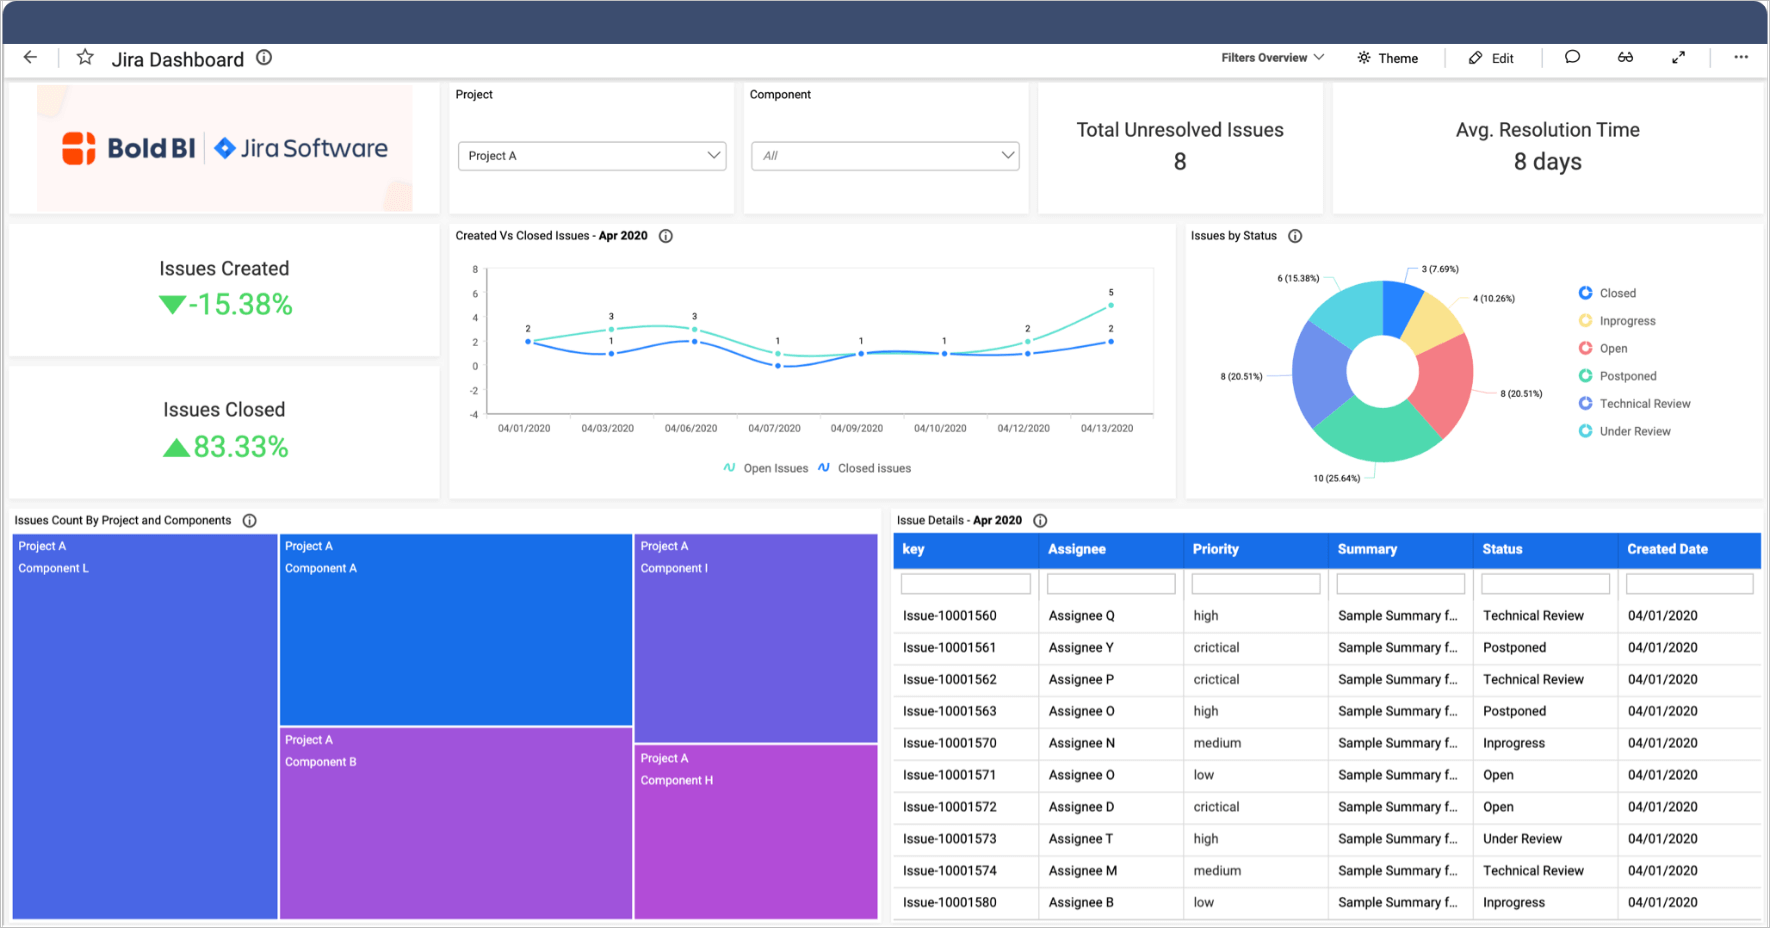 Jira Dashboard
Filters Overview
Theme
Edit
Bold BI
Jira Software
Project
Project A
Component
All
Total Unresolved Issues
8
Avg. Resolution Time
8 days
Issues Created
-15.38%
Issues Closed
83.33%
Created Vs Closed Issues - Apr 2020
8
6
4
2
0
-2
-4
2
3
1
3
1
1
1
2
5
2
04/01/2020 04/03/2020 04/06/2020 04/07/2020 04/09/2020 04/10/2020 04/12/2020 04/13/2020
Open Issues Closed issues
Issues by Status
3 (7.69%)
4 (10.26%)
8 (20.51%)
10 (25.64%)
8 (20.51%)
6 (15.38%)
Closed
Inprogress
Open
Postponed
Technical Review
Under Review
Issues Count By Project and Components
Project A
Component L
Project A
Component A
Project A
Component B
Project A
Component I
Project A
Component H
Issue Details - Apr 2020
key Assignee Priority Summary Status Created Date
Issue-10001560 Assignee Q high Sample Summary f... Technical Review 04/01/2020
Issue-10001561 Assignee Y crictical Sample Summary f... Postponed 04/01/2020
Issue-10001562 Assignee P crictical Sample Summary f... Technical Review 04/01/2020
Issue-10001563 Assignee O high Sample Summary f... Postponed 04/01/2020
Issue-10001570 Assignee N medium Sample Summary f... Inprogress 04/01/2020
Issue-10001571 Assignee O low Sample Summary f... Open 04/01/2020
Issue-10001572 Assignee D crictical Sample Summary f... Open 04/01/2020
Issue-10001573 Assignee T high Sample Summary f... Under Review 04/01/2020
Issue-10001574 Assignee M medium Sample Summary f... Technical Review 04/01/2020
Issue-10001580 Assignee B low Sample Summary f... Inprogress 04/01/2020